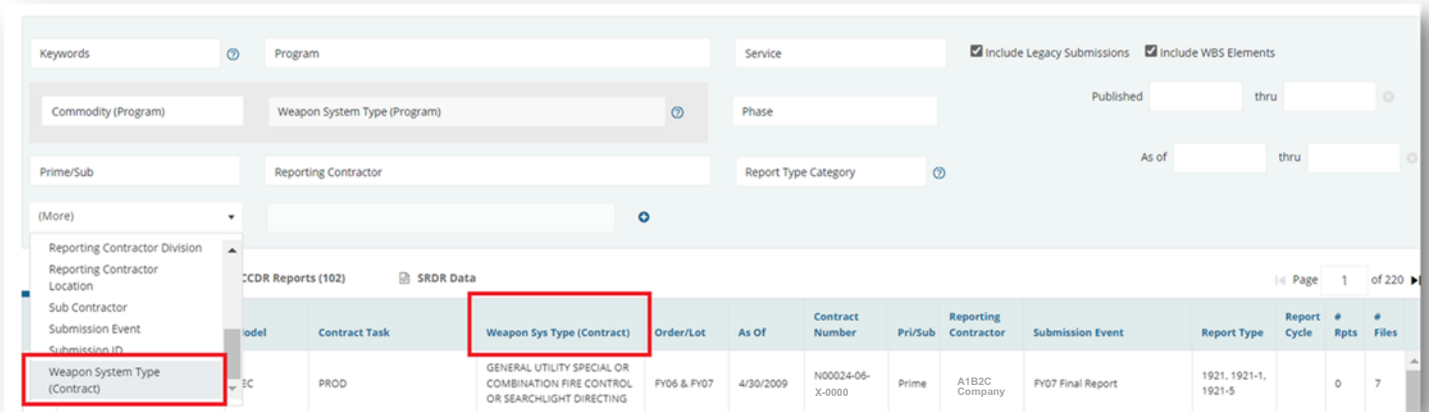 Keywords
Program
Service
Include Legacy Submissions
Include WBS Elements
Commodity (Program)
Weapon System Type (Program)
Phase
Published
thru
Prime/Sub
Reporting Contractor
Report Type Category
As of
thru
(More)
Reporting Contractor Division
Reporting Contractor
Location
Sub Contractor
Submission Event
Submission ID
Weapon System Type
(Contract)
CCDR Reports (102)
SRDR Data
Page 1 of 220
Model
Contract Task
Weapon Sys Type (Contract)
Order/Lot
As Of
Contract
Number
Pri/Sub
Reporting
Contractor
Submission Event
Report Type
Report
Cycle
#
Rpts
#
Files
EC
PROD
GENERAL UTILITY SPECIAL OR
COMBINATION FIRE CONTROL
OR SEARCHLIGHT DIRECTING
FY06 & FY07
4/30/2009
N00024-06-
X-0000
Prime
A1B2C
Company
FY07 Final Report
1921, 1921-1,
1921-5
0
7